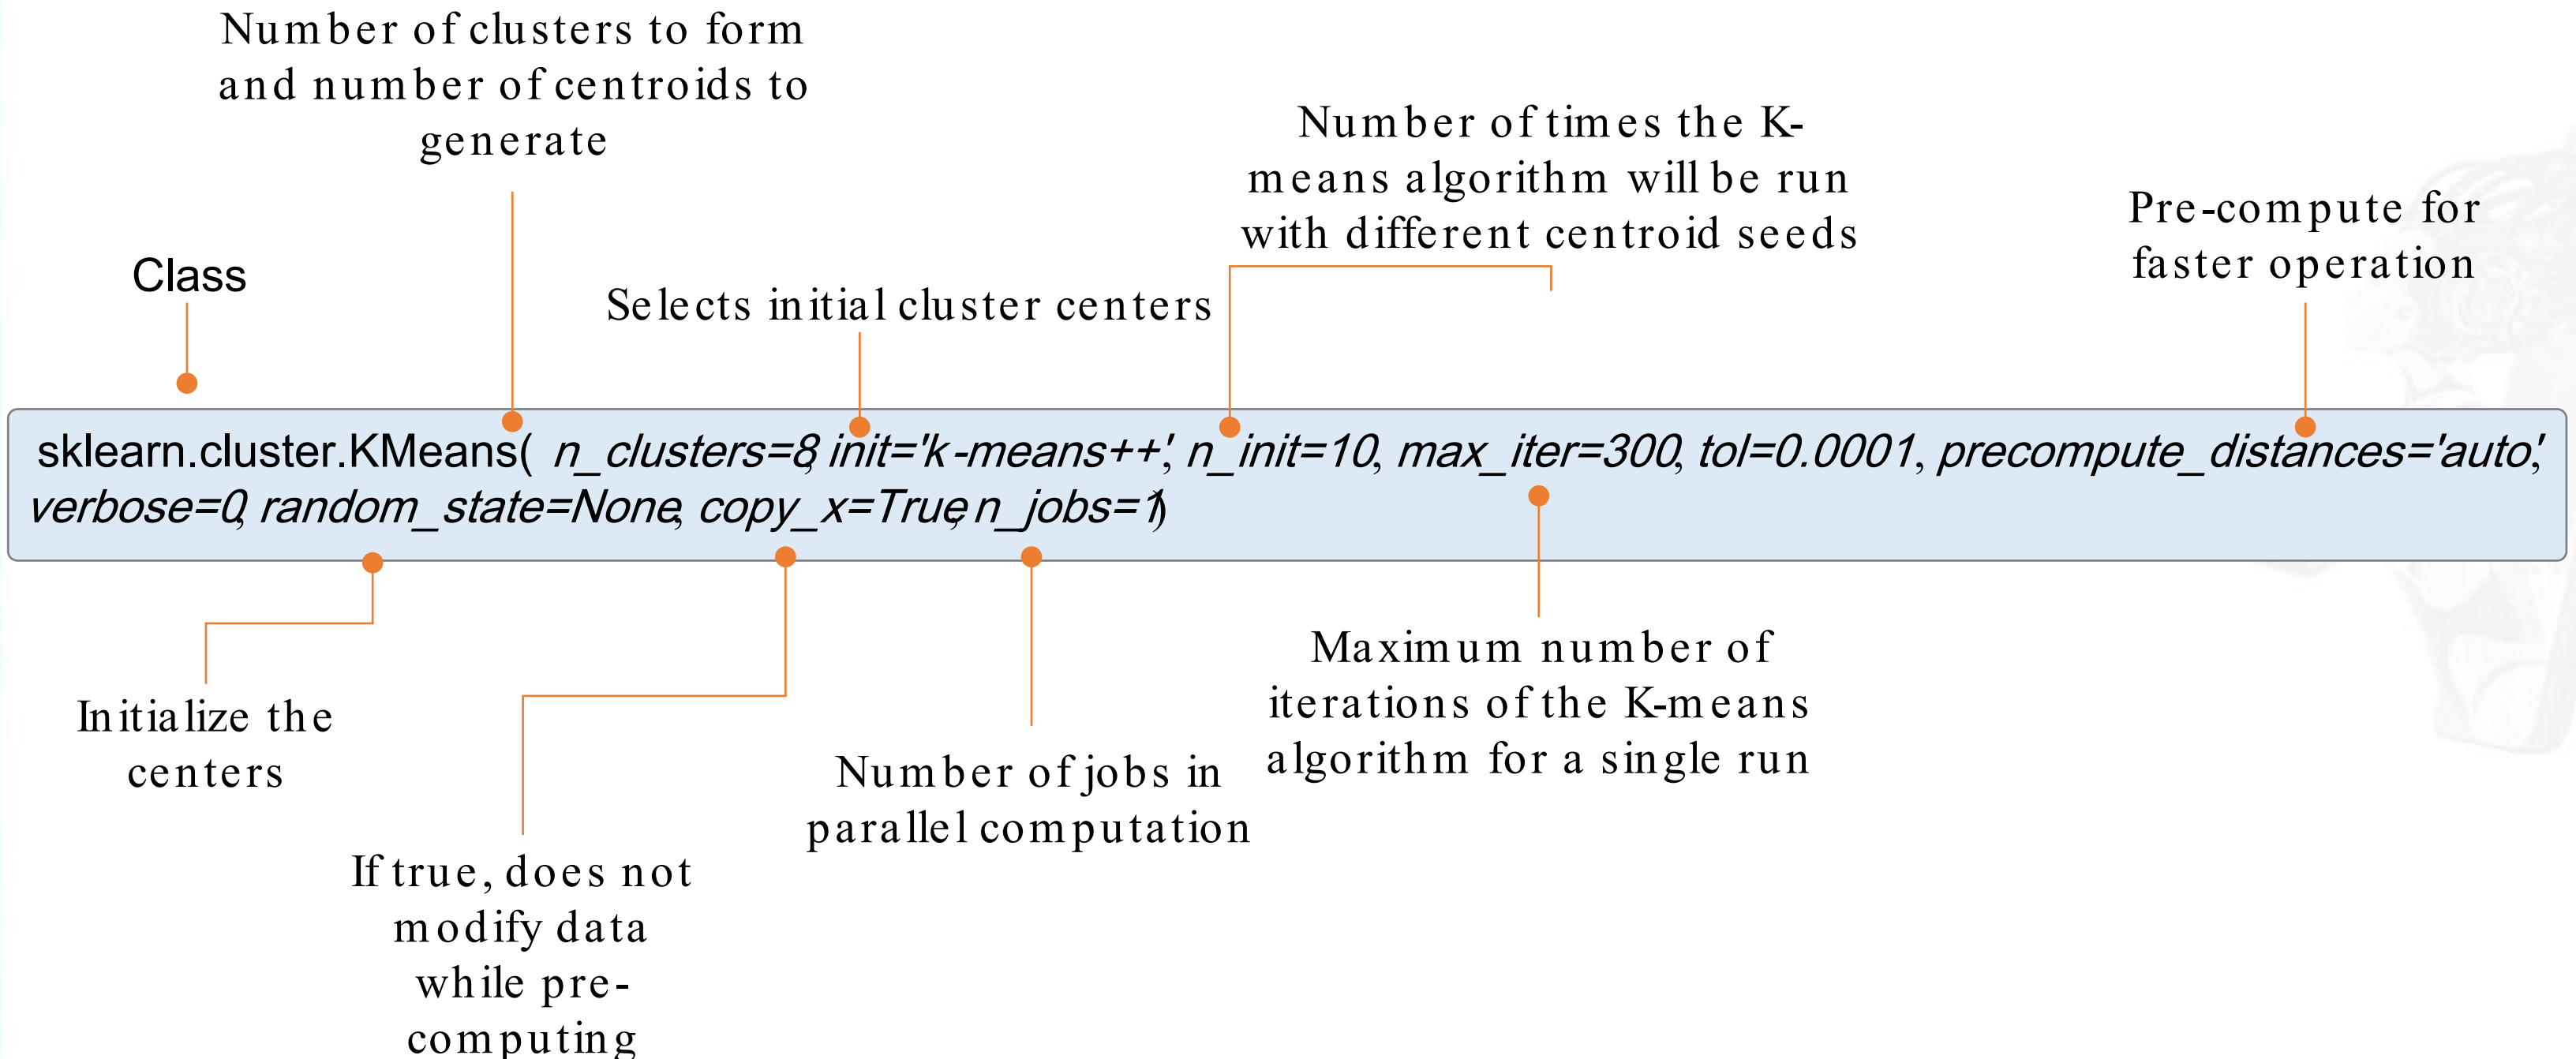 Number of clusters to form
and number of centroids to
generate
Number of times the K-
means algorithm will be run
with different centroid seeds
Pre-compute for
faster operation
Class
Selects initial cluster centers
sklearn.cluster.KMeans( n_clusters=8, init='k-means++', n_init=10, max_iter=300, tol=0.0001, precompute_distances='auto',
verbose=0, random_state=None, copy_x=True, n_jobs=1)
Initialize the
centers
If true, does not
modify data
while pre-
computing
Number of jobs in
parallel computation
Maximum number of
iterations of the K-means
algorithm for a single run